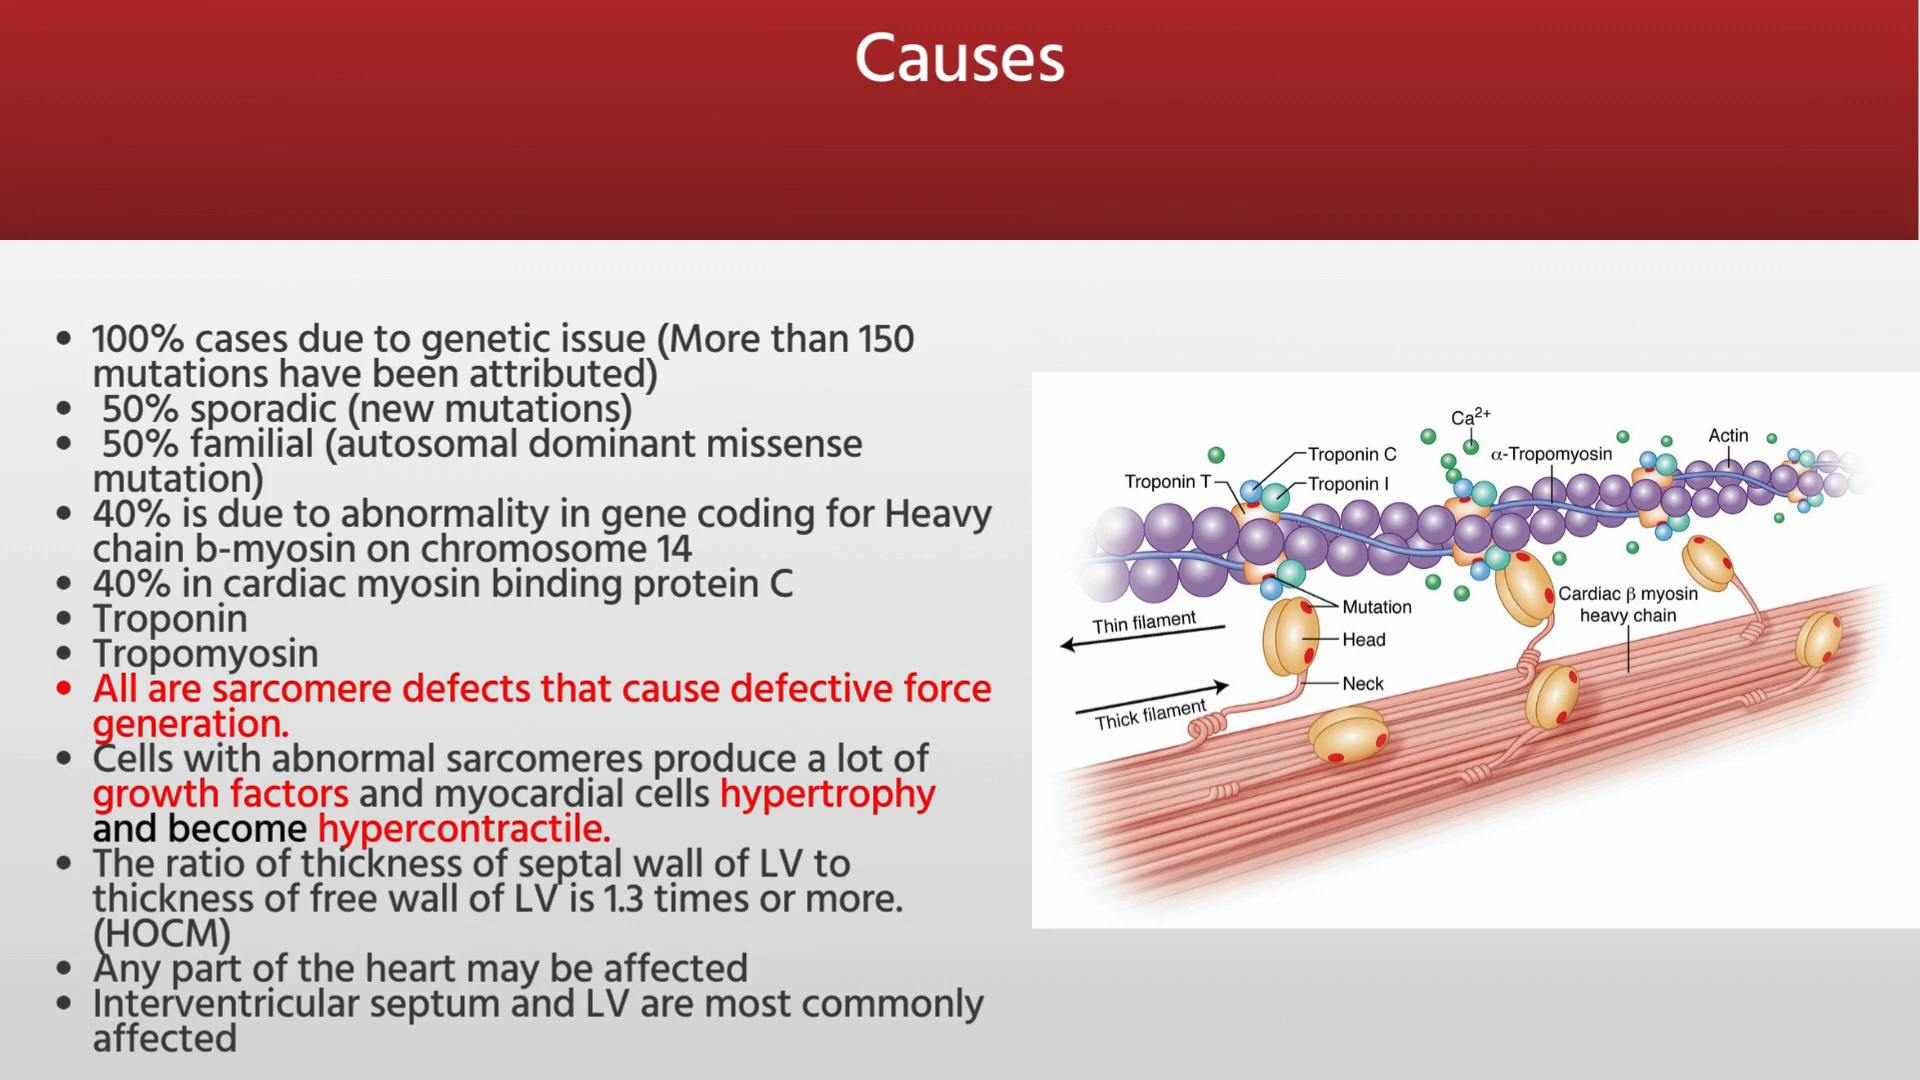 Causes
• 100% cases due to genetic issue (More than 150
mutations have been attributed)
• 50% sporadic (new mutations)
• 50% familial (autosomal dominant missense
mutation)
• 40% is due to abnormality in gene coding for Heavy
chain b-myosin on chromosome 14
• 40% in cardiac myosin binding protein C
• Troponin
• Tropomyosin
• All are sarcomere defects that cause defective force
generation.
• Cells with abnormal sarcomeres produce a lot of
growth factors and myocardial cells hypertrophy
and become hypercontractile.
• The ratio of thickness of septal wall of LV to
thickness of free wall of LV is 1.3 times or more.
(HOCM)
• Any part of the heart may be affected
• Interventricular septum and LV are most commonly
affected
Ca²⁺
Actin
Troponin C
α-Tropomyosin
Troponin T
Troponin I
Cardiac β myosin
heavy chain
Mutation
Thin filament
Head
Neck
Thick filament